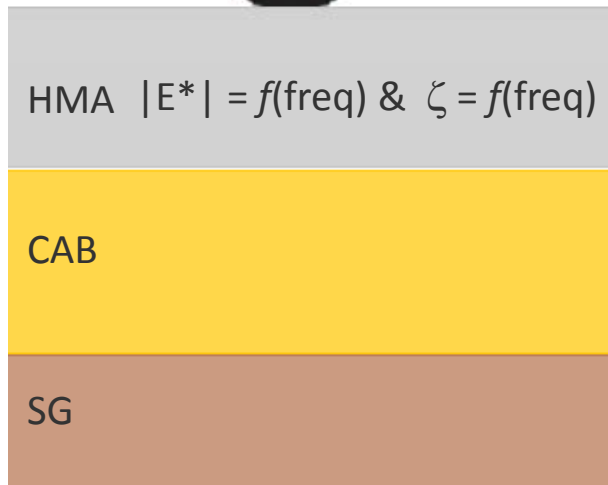 HMA |E*| = f(freq) & ζ = f(freq)
CAB
SG